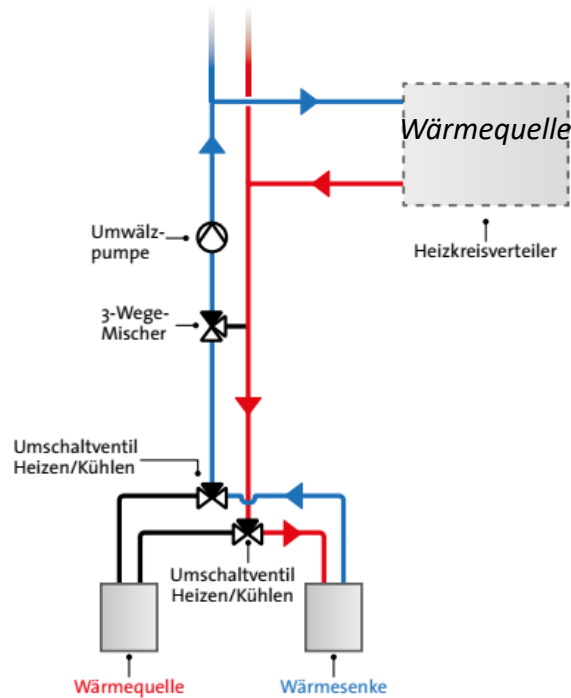 Wärmequelle
Heizkreisverteiler
Umwälz-
pumpe
3-Wege-
Mischer
Umschaltventil
Heizen/Kühlen
Umschaltventil
Heizen/Kühlen
Wärmequelle
Wärmesenke